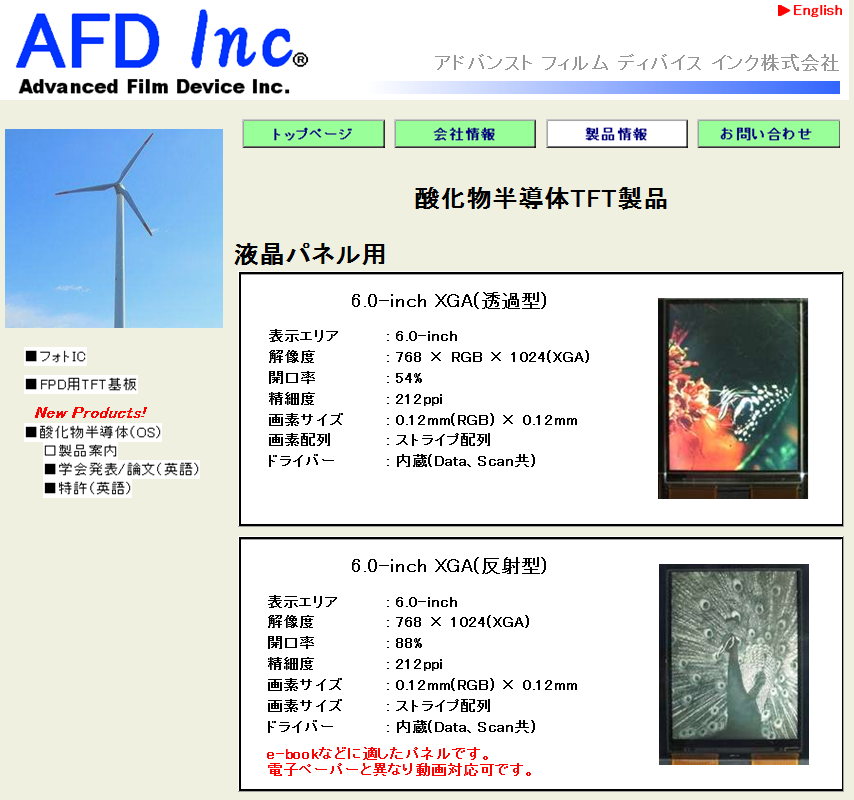 ▶English
AFD Inc®
Advanced Film Device Inc.
アドバンスト フィルム ディバイス インク株式会社
トップページ 会社情報 製品情報 お問い合わせ
酸化物半導体TFT製品
液晶パネル用
6.0-inch XGA(透過型)
表示エリア : 6.0-inch
解像度 : 768 × RGB × 1024(XGA)
開口率 : 54%
精細度 : 212ppi
画素サイズ : 0.12mm(RGB) × 0.12mm
画素配列 : ストライプ配列
ドライバー : 内蔵(Data、Scan共)
■フォトIC
■FPD用TFT基板
New Products!
■酸化物半導体(OS)
□製品案内
■学会発表/論文(英語)
■特許(英語)
6.0-inch XGA(反射型)
表示エリア : 6.0-inch
解像度 : 768 × 1024(XGA)
開口率 : 88%
精細度 : 212ppi
画素サイズ : 0.12mm(RGB) × 0.12mm
画素サイズ : ストライプ配列
ドライバー : 内蔵(Data、Scan共)
e-bookなどに適したパネルです。
電子ペーパーと異なり動画対応可です。